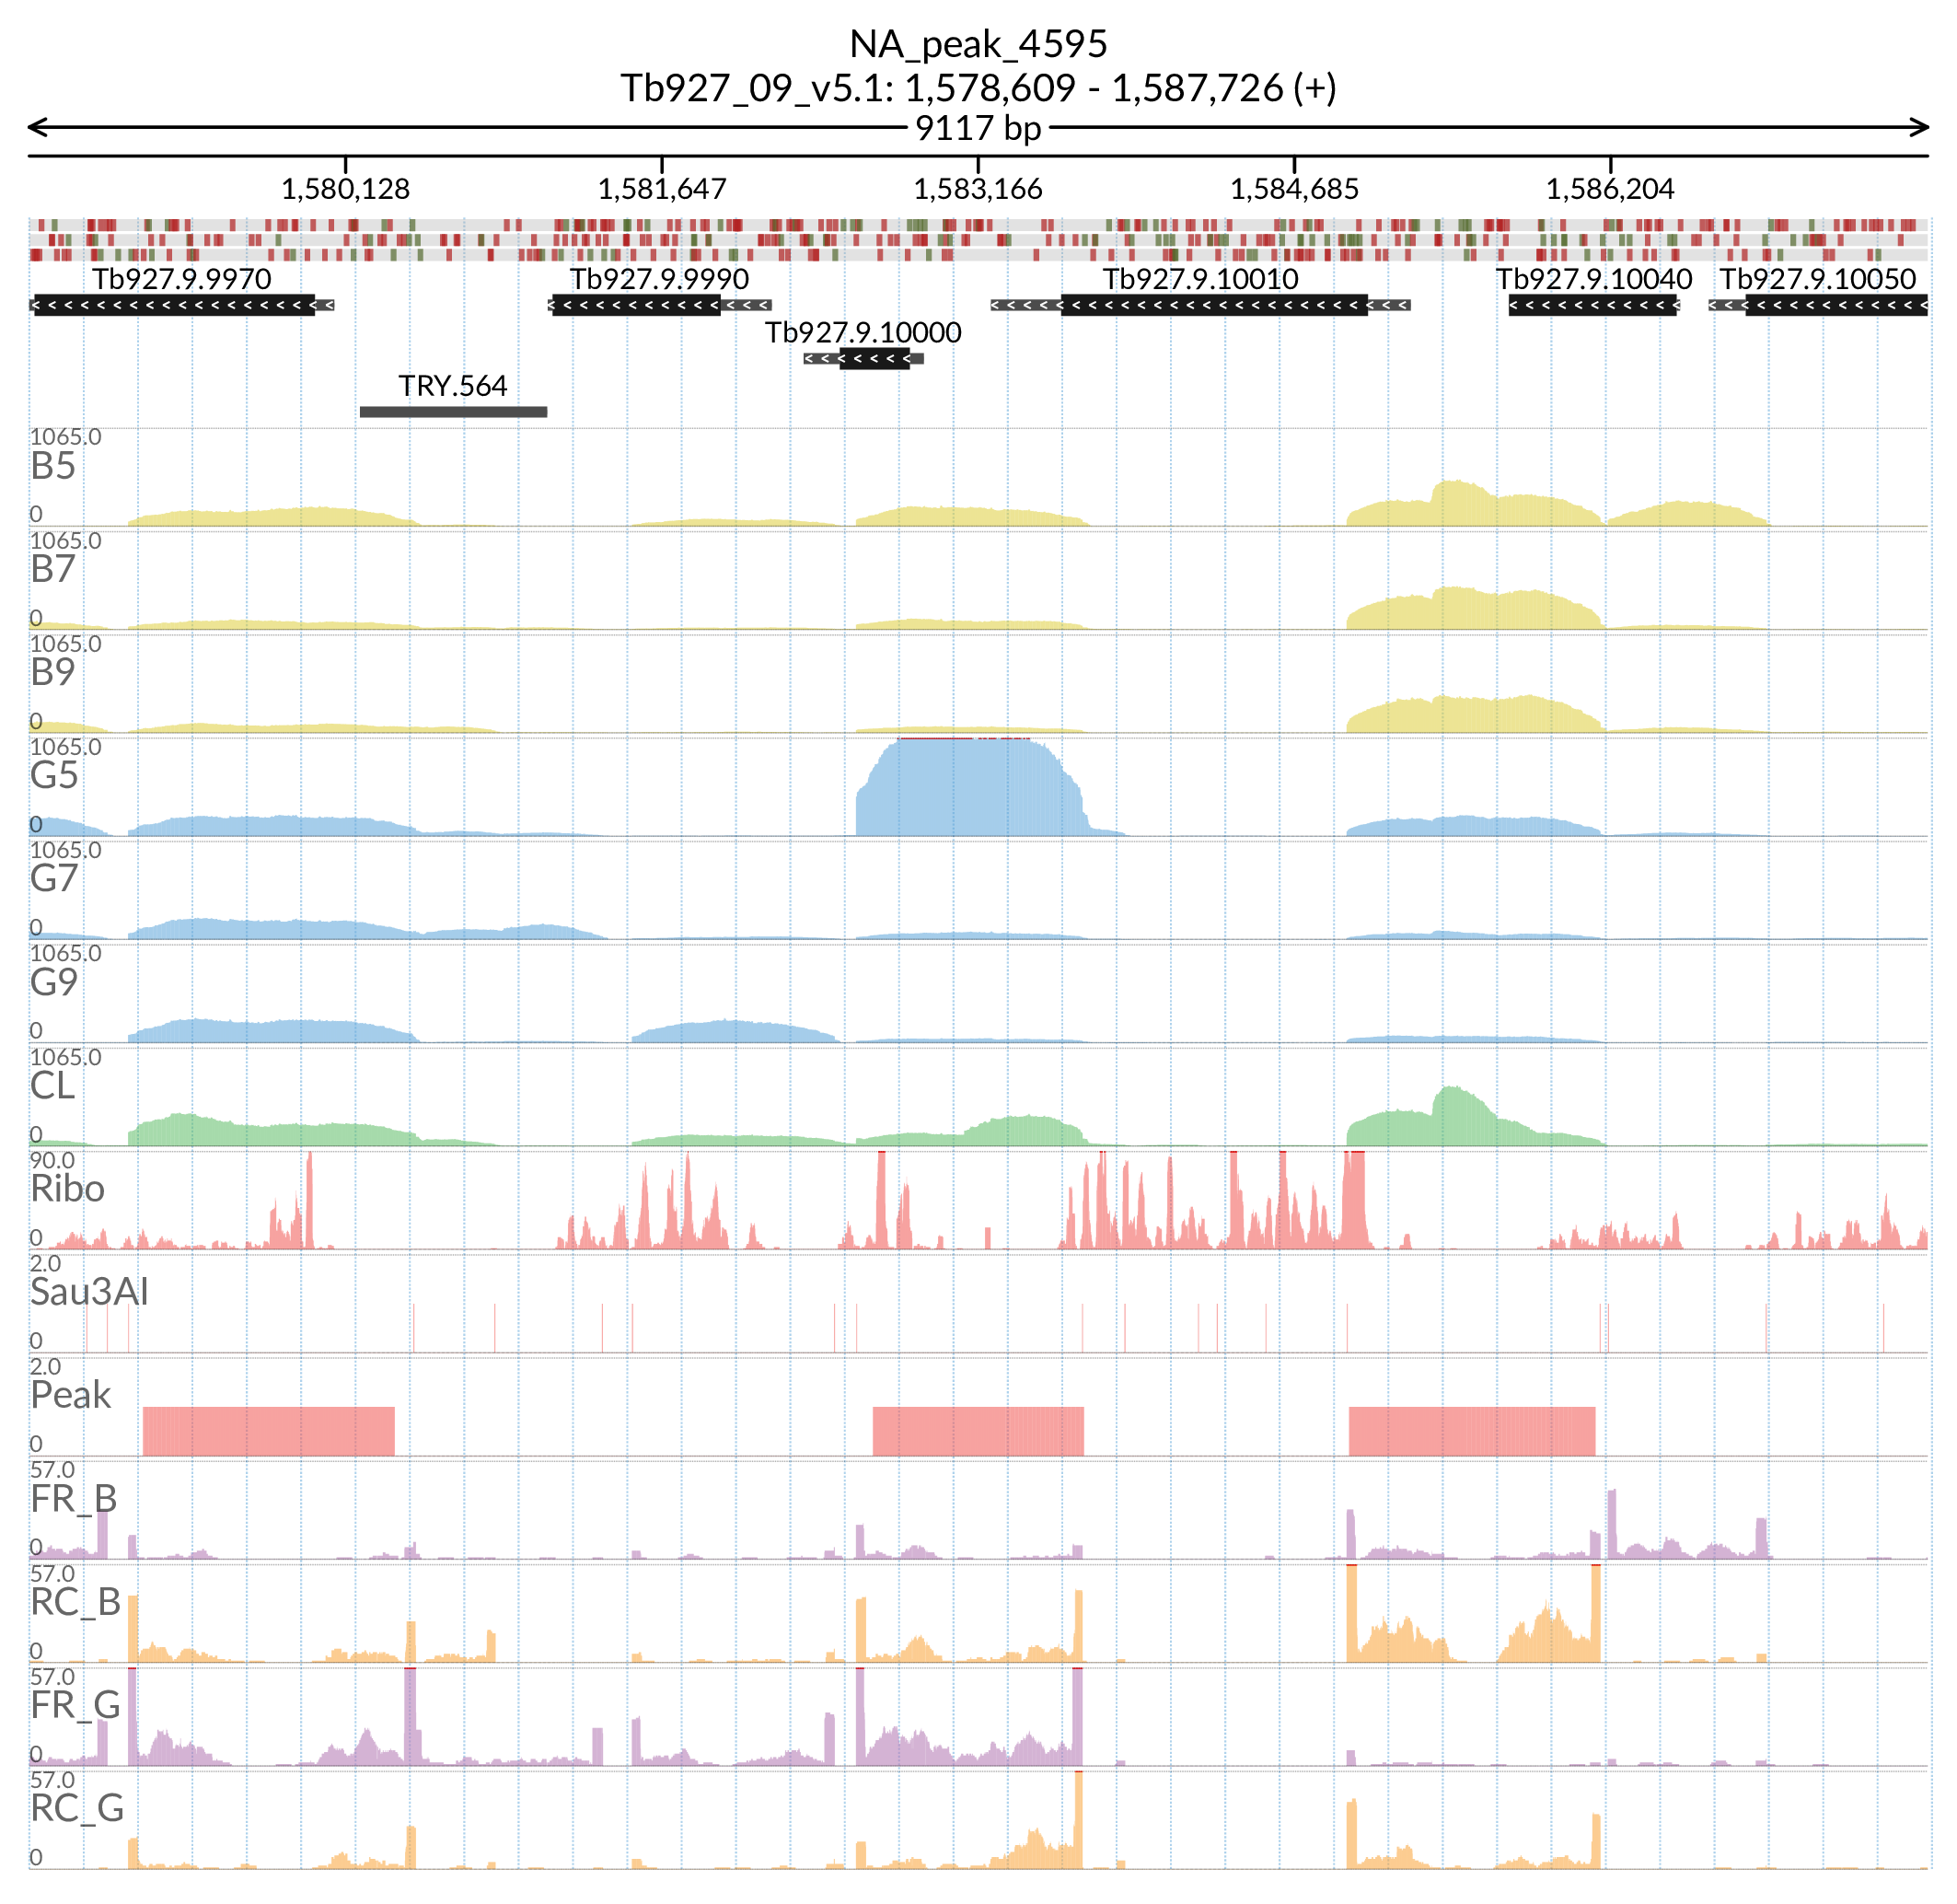 NA_peak_4595
Tb927_09_v5.1: 1,578,609 - 1,587,726 (+)
9117 bp
1,580,128 1,581,647 1,583,166 1,584,685 1,586,204
Tb927.9.9970 Tb927.9.9990 Tb927.9.10010 Tb927.9.10040 Tb927.9.10050
Tb927.9.10000
TRY.564
1065.0
B5
0
1065.0
B7
0
1065.0
B9
0
1065.0
G5
0
1065.0
G7
0
1065.0
G9
0
1065.0
CL
0
90.0
Ribo
0
2.0
Sau3AI
0
2.0
Peak
0
57.0
FR_B
0
57.0
RC_B
0
57.0
FR_G
0
57.0
RC_G
0